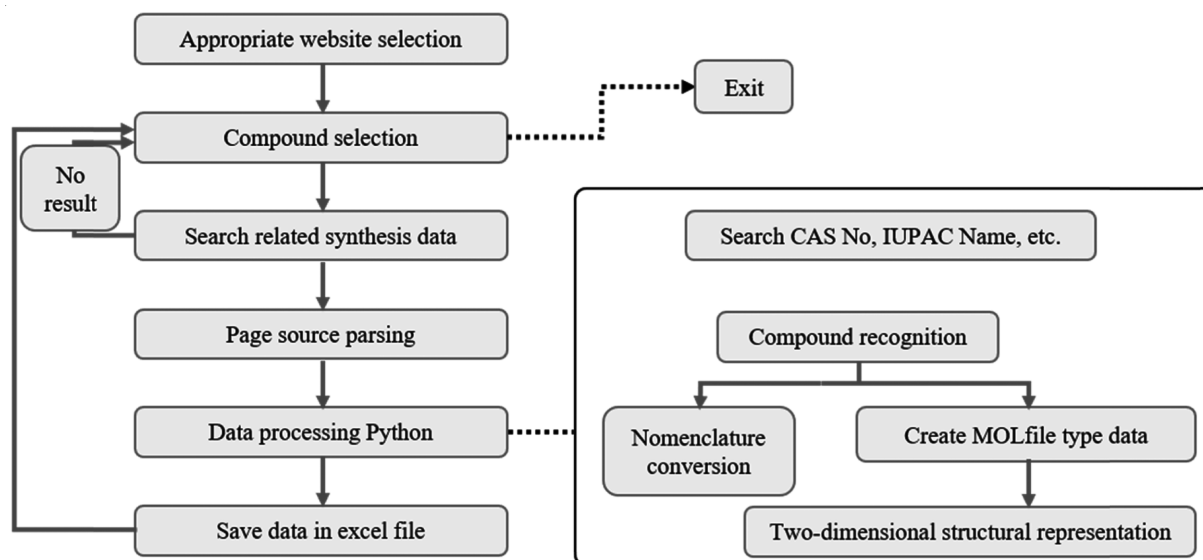 Appropriate website selection
Exit
Compound selection
No
result
Search related synthesis data
Search CAS No, IUPAC Name, etc.
Page source parsing
Compound recognition
Data processing Python
Nomenclature
conversion
Create MOLfile type data
Save data in excel file
Two-dimensional structural representation